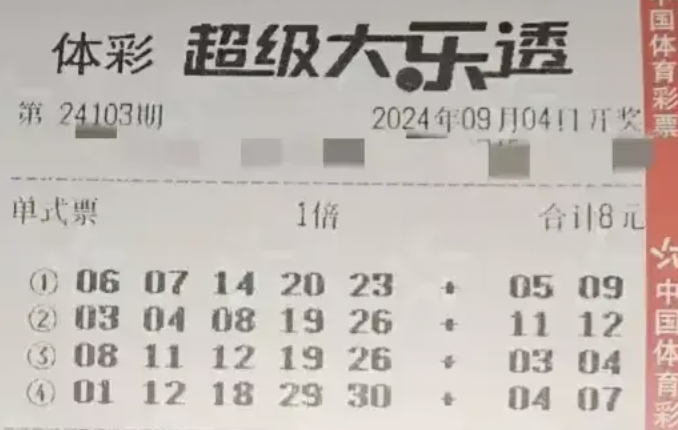 体彩 超级大乐透
第 24103期 2024年09月04日开奖
单式票 1倍 合计8元
① 06 07 14 20 23 + 05 09
② 03 04 08 19 26 + 11 12
③ 08 11 12 19 26 + 03 04
④ 01 12 18 29 30 + 04 07
中国体育彩票
中国体育彩